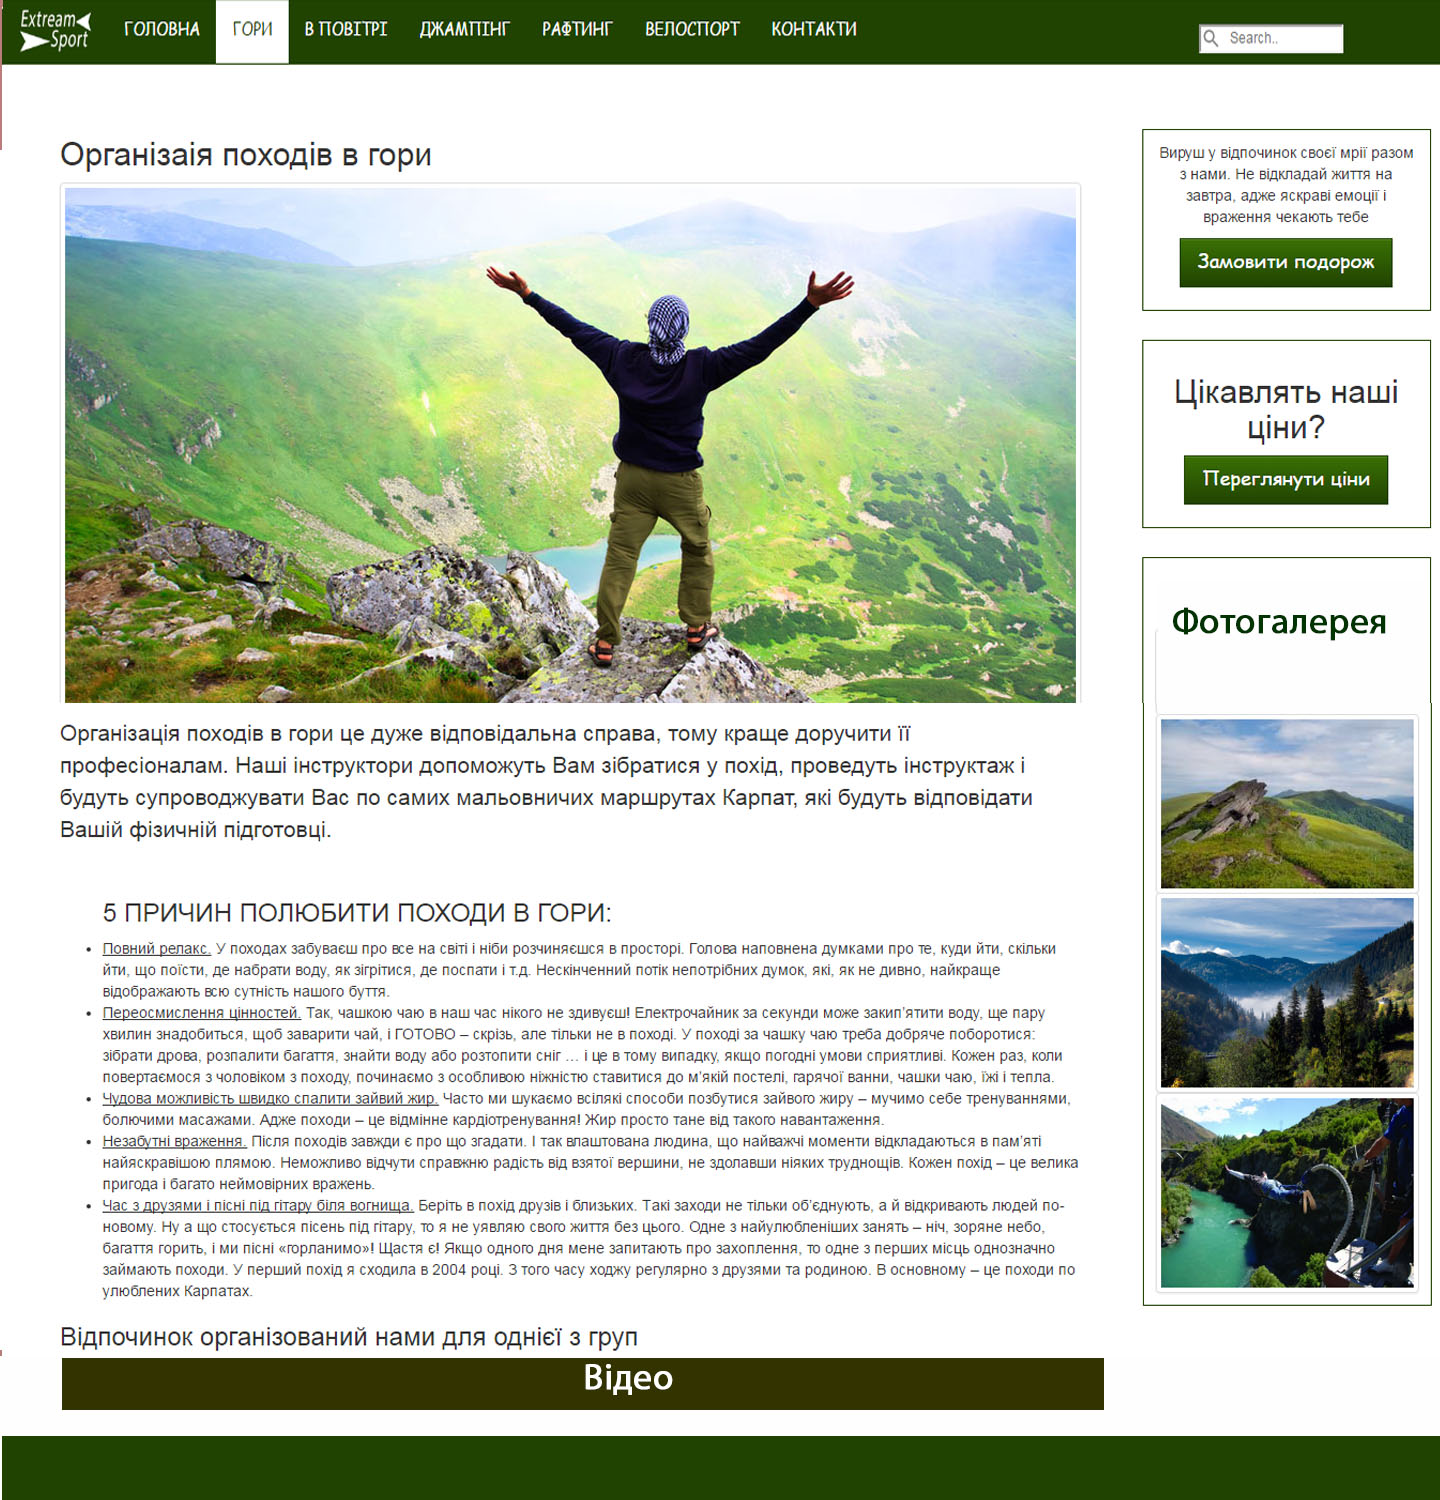 Extream
Sport
ГОЛОВНА
ГОРИ
В ПОВІТРІ
ДЖАМПІНГ
РАФТИНГ
ВЕЛОСПОРТ
КОНТАКТИ
Search..
Організаія походів в гори
Організація походів в гори це дуже відповідальна справа, тому краще доручити її
професіоналам. Наші інструктори допоможуть Вам зібратися у похід, проведуть інструктаж і
будуть супроводжувати Вас по самих мальовничих маршрутах Карпат, які будуть відповідати
Вашій фізичній підготовці.
5 ПРИЧИН ПОЛЮБИТИ ПОХОДИ В ГОРИ:
• Повний релакс. У походах забуваєш про все на світі і ніби розчиняєшся в просторі. Голова наповнена думками про те, куди йти, скільки
йти, що поїсти, де набрати воду, як зігрітися, де поспати і т.д. Нескінченний потік непотрібних думок, які, як не дивно, найкраще
відображають всю сутність нашого буття.
• Переосмислення цінностей. Так, чашкою чаю в наш час нікого не здивуєш! Електрочайник за секунди може закип’ятити воду, ще пару
хвилин знадобиться, щоб заварити чай, і ГОТОВО – скрізь, але тільки не в поході. У поході за чашку чаю треба добряче поборотися:
зібрати дрова, розпалити багаття, знайти воду або розтопити сніг … і це в тому випадку, якщо погодні умови сприятливі. Кожен раз, коли
повертаємося з чоловіком з походу, починаємо з особливою ніжністю ставитися до м’якій постелі, гарячої ванни, чашки чаю, їжі і тепла.
• Чудова можливість швидко спалити зайвий жир. Часто ми шукаємо всілякі способи позбутися зайвого жиру – мучимо себе тренуваннями,
болючими масажами. Адже походи – це відмінне кардіотренування! Жир просто тане від такого навантаження.
• Незабутні враження. Після походів завжди є про що згадати. І так влаштована людина, що найважчі моменти відкладаються в пам’яті
найяскравішою плямою. Неможливо відчути справжню радість від взятої вершини, не здолавши ніяких труднощів. Кожен похід – це велика
пригода і багато неймовірних вражень.
• Час з друзями і пісні під гітару біля вогнища. Беріть в похід друзів і близьких. Такі заходи не тільки об’єднують, а й відкривають людей по-
новому. Ну а що стосується пісень під гітару, то я не уявляю свого життя без цього. Одне з найулюбленіших занять – ніч, зоряне небо,
багаття горить, і ми пісні «горланимо»! Щастя є! Якщо одного дня мене запитають про захоплення, то одне з перших місць однозначно
займають походи. У перший похід я сходила в 2004 році. З того часу ходжу регулярно з друзями та родиною. В основному – це походи по
улюблених Карпатах.
Відпочинок організований нами для однієї з груп
Відео
Вируш у відпочинок своєї мрії разом
з нами. Не відкладай життя на
завтра, адже яскраві емоції і
враження чекають тебе
Замовити подорож
Цікавлять наші
ціни?
Переглянути ціни
Фотогалерея